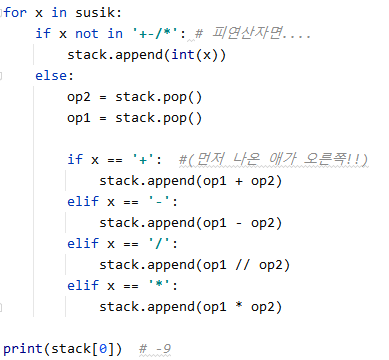 for x in susik:
    if x not in '+-/*': # 피연산자면....
        stack.append(int(x))
    else:
        op2 = stack.pop()
        op1 = stack.pop()

        if x == '+':  #(먼저 나온 애가 오른쪽!!)
            stack.append(op1 + op2)
        elif x == '-':
            stack.append(op1 - op2)
        elif x == '/':
            stack.append(op1 // op2)
        elif x == '*':
            stack.append(op1 * op2)

print(stack[0])  # -9